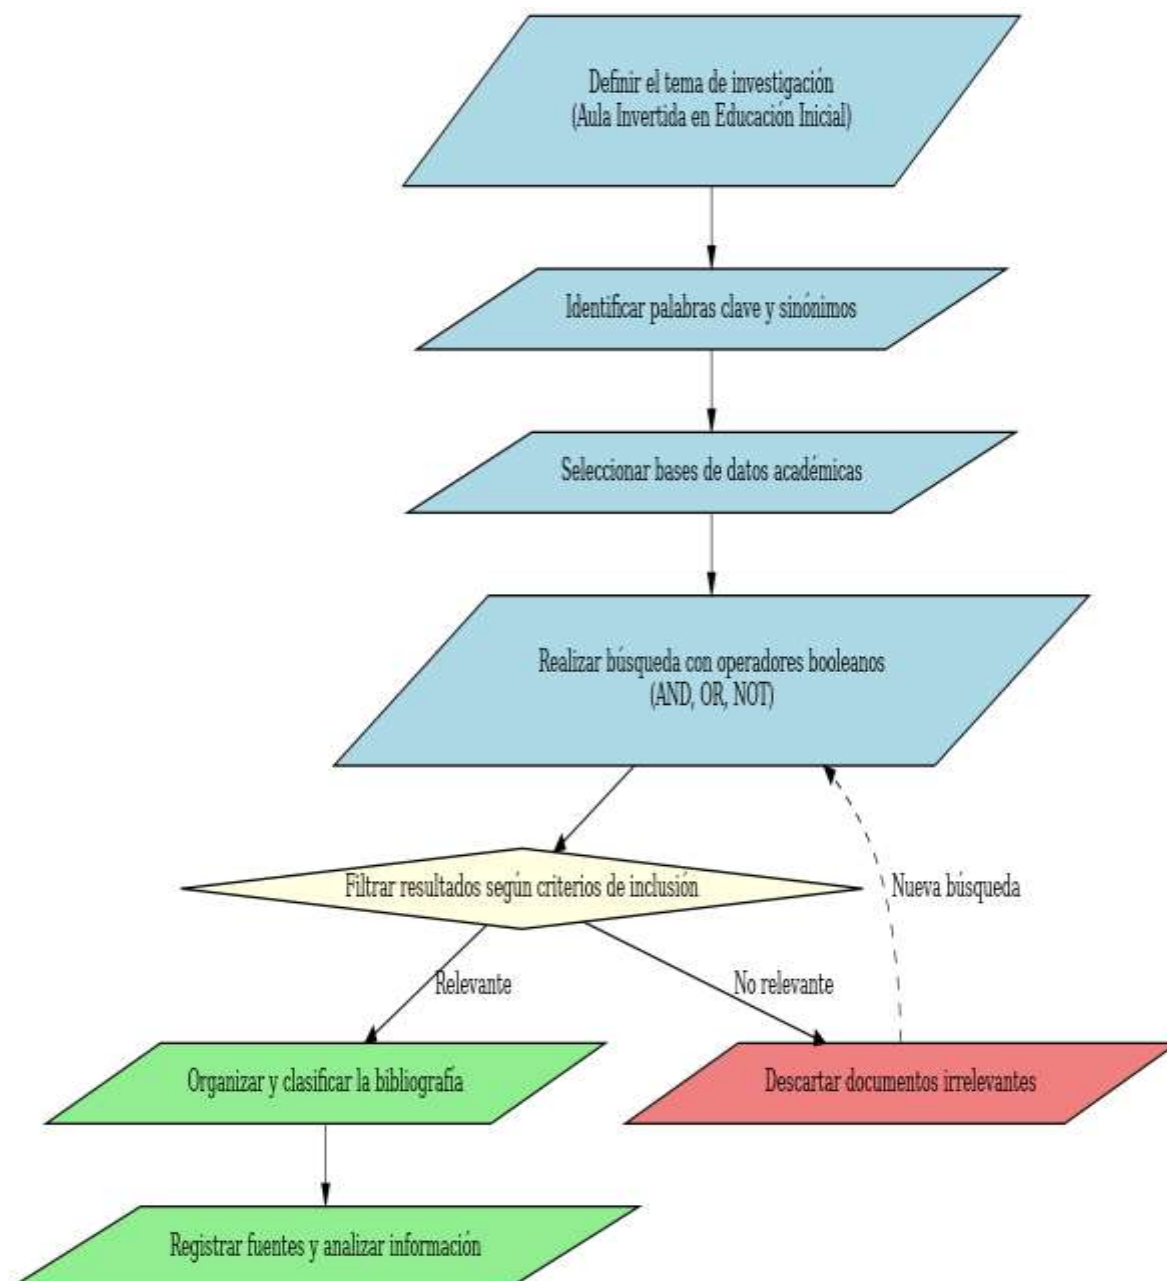 Definir el tema de investigación
(Aula Invertida en Educación Inicial)
Identificar palabras clave y sinónimos
Seleccionar bases de datos académicas
Realizar búsqueda con operadores booleanos
(AND, OR, NOT)
Filtrar resultados según criterios de inclusión
Nueva búsqueda
Relevante
No relevante
Organizar y clasificar la bibliografía
Descartar documentos irrelevantes
Registrar fuentes y analizar información